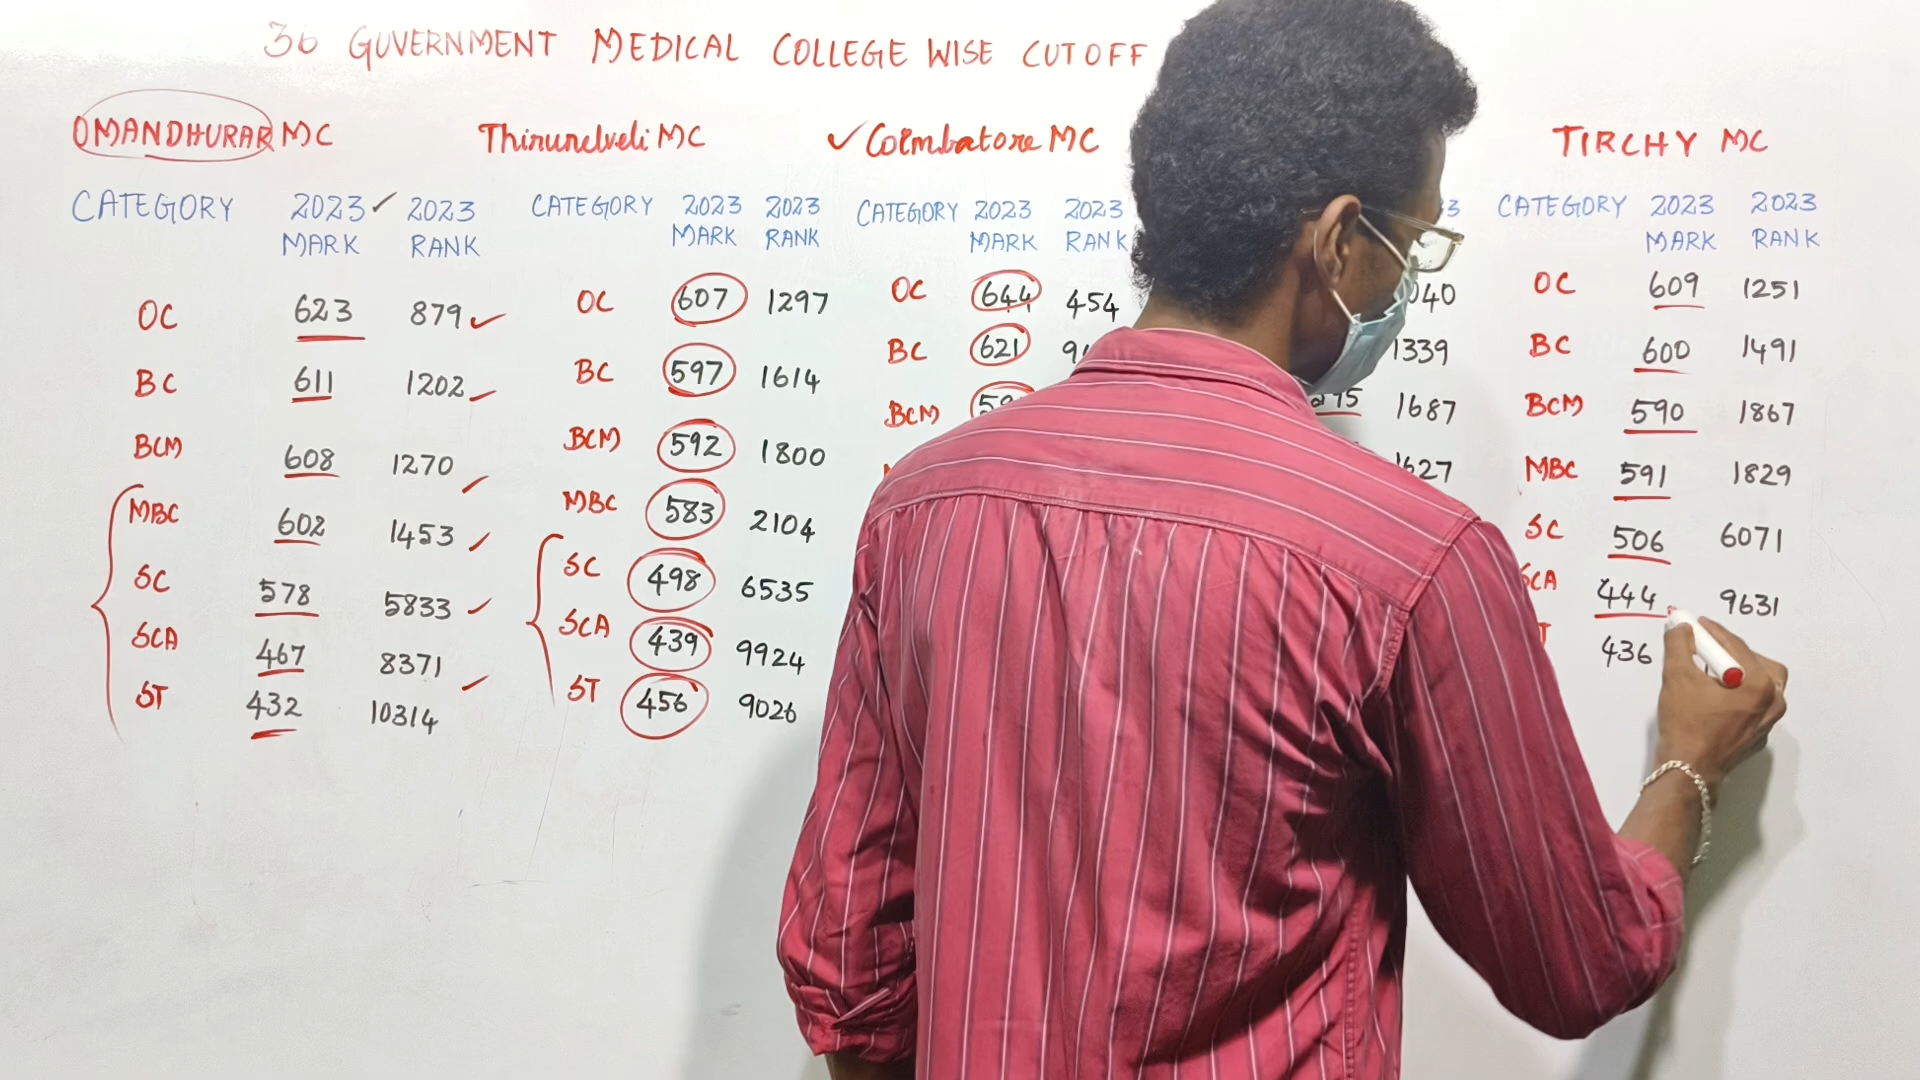 36 GOVERNMENT MEDICAL COLLEGE WISE CUTOFF
OMANDHURAR MC
CATEGORY 2023 MARK 2023 RANK
OC 623 879
BC 611 1202
BCM 608 1270
MBC 602 1453
SC 578 5833
SCA 467 8371
ST 432 10314
Thirunelveli MC
CATEGORY 2023 MARK 2023 RANK
OC 607 1297
BC 597 1614
BCM 592 1800
MBC 583 2104
SC 498 6535
SCA 439 9924
ST 456 9026
Coimbatore MC
CATEGORY 2023 MARK 2023 RANK
OC 644 454
BC 621
BCM
1339
1687
TIRCHY MC
CATEGORY 2023 MARK 2023 RANK
OC 609 1251
BC 600 1491
BCM 590 1867
MBC 591 1829
SC 506 6071
SCA 444 9631
436